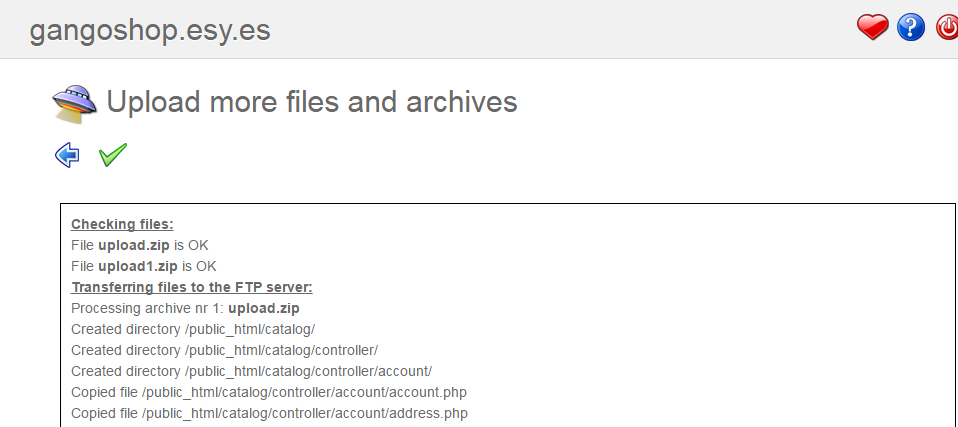 gangoshop.esy.es
?
Upload more files and archives
Checking files:
File upload.zip is OK
File upload1.zip is OK
Transferring files to the FTP server:
Processing archive nr 1: upload.zip
Created directory /public_html/catalog/
Created directory /public_html/catalog/controller/
Created directory /public_html/catalog/controller/account/
Copied file /public_html/catalog/controller/account/account.php
Copied file /public_html/catalog/controller/account/address.php